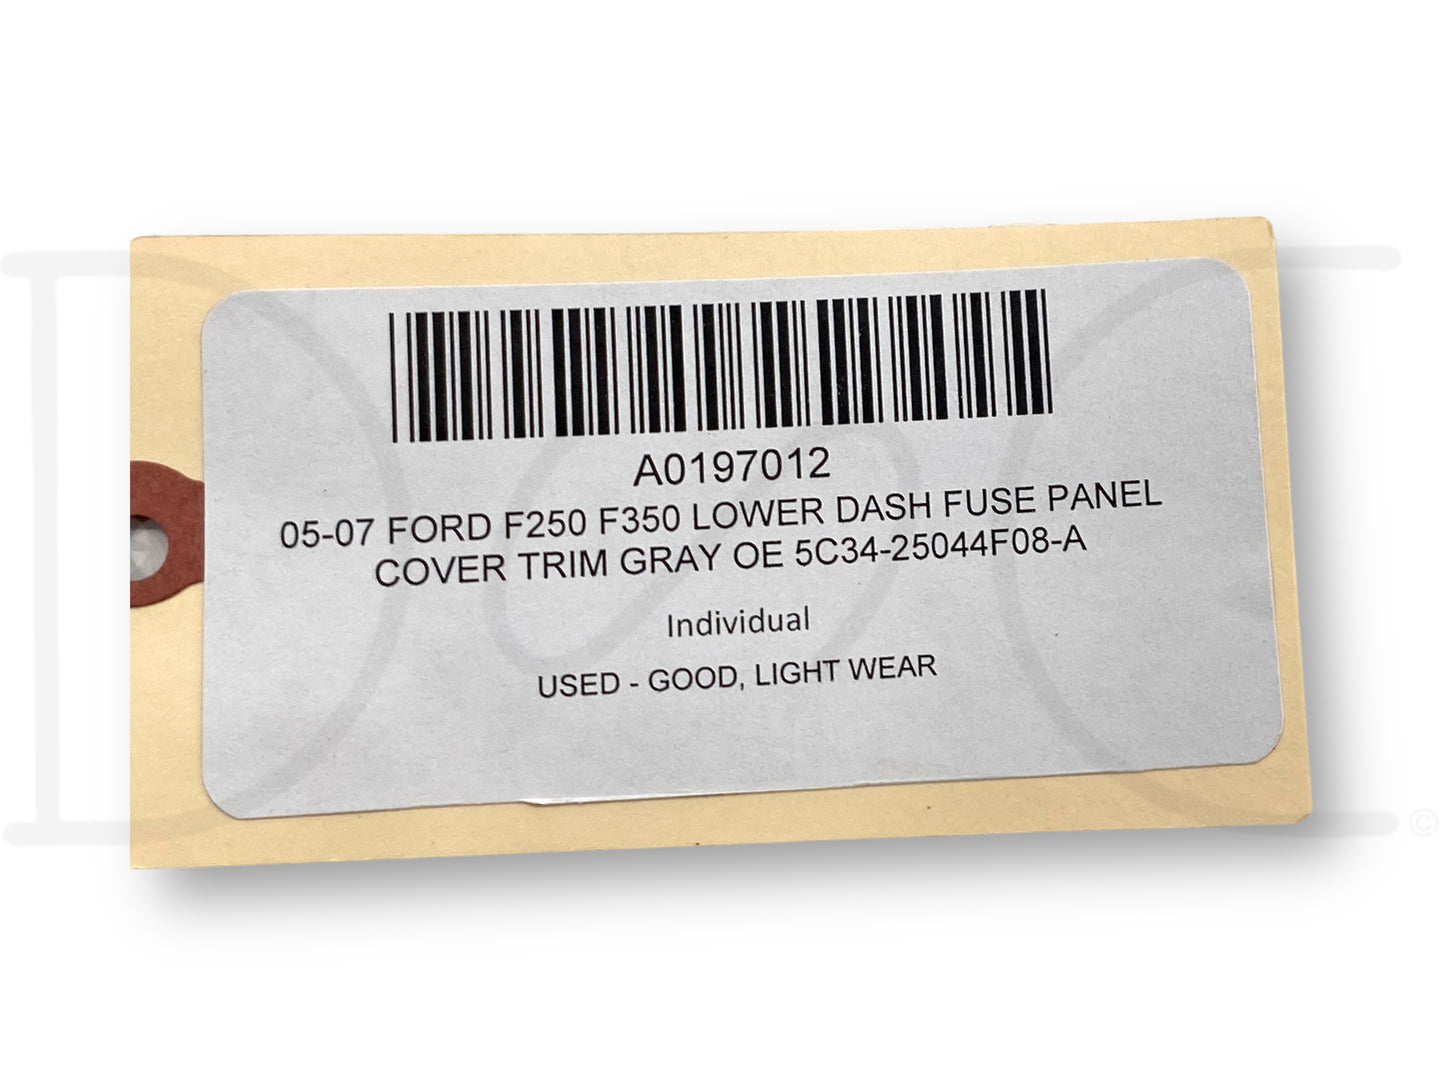 A0197012
05-07 FORD F250 F350 LOWER DASH FUSE PANEL
COVER TRIM GRAY OE 5C34-25044F08-A
Individual
USED - GOOD, LIGHT WEAR
©